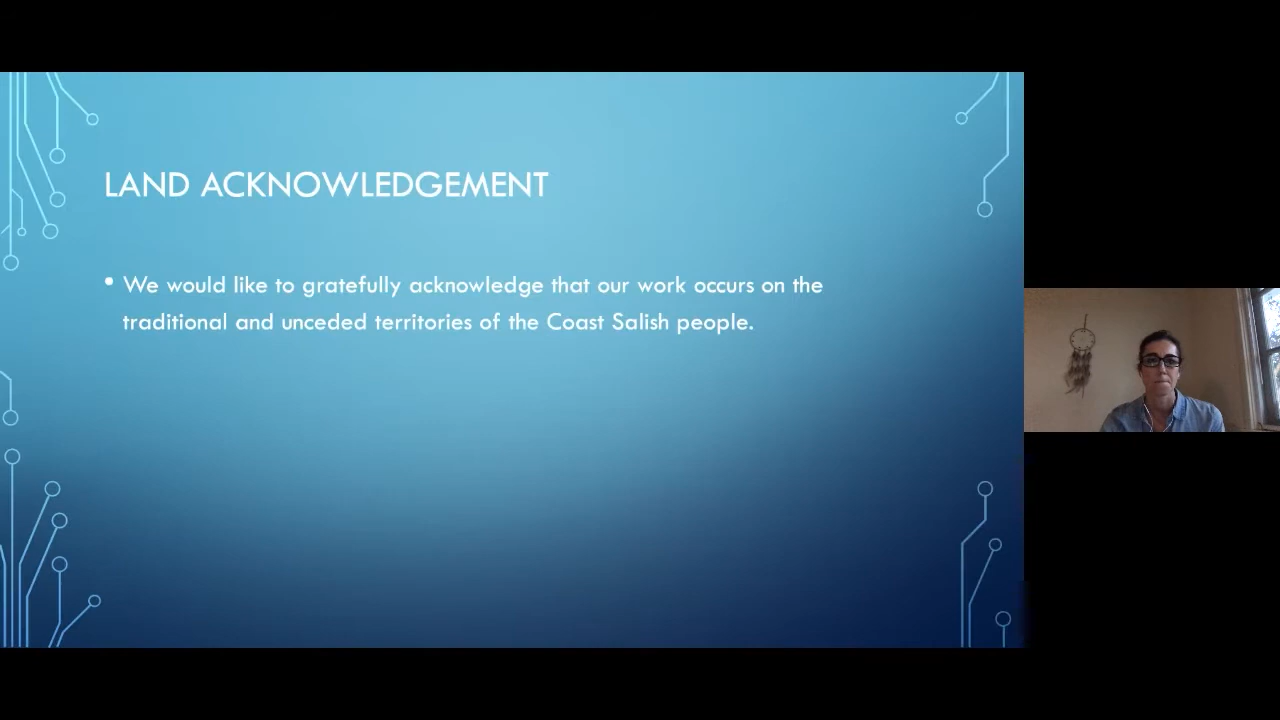 LAND ACKNOWLEDGEMENT
• We would like to gratefully acknowledge that our work occurs on the
traditional and unceded territories of the Coast Salish people.